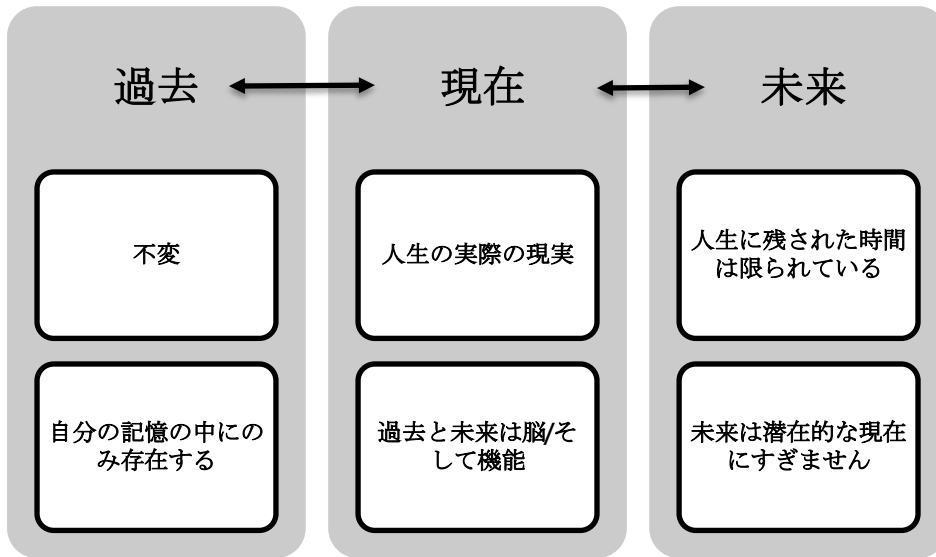 過去
現在
未来
不変
人生の実際の現実
人生に残された時間
は限られている
自分の記憶の中にの
み存在する
過去と未来は脳/そ
して機能
未来は潜在的な現在
にすぎません